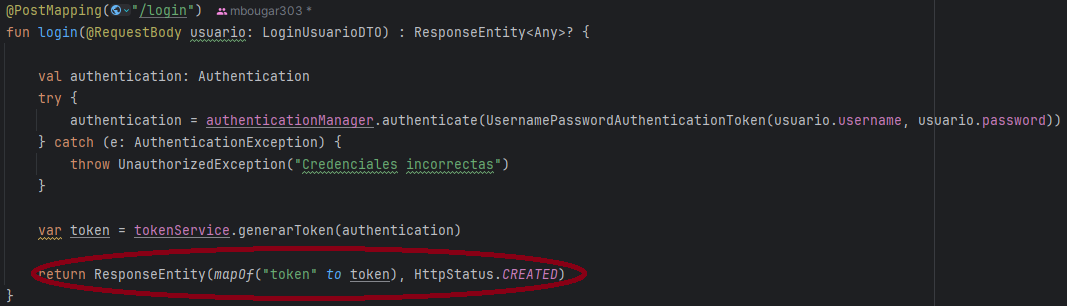 @PostMapping("/login") mbougar303 *
fun login(@RequestBody usuario: LoginUsuarioDTO) : ResponseEntity<Any>? {
val authentication: Authentication
try {
authentication = authenticationManager.authenticate(UsernamePasswordAuthenticationToken(usuario.username, usuario.password))
} catch (e: AuthenticationException) {
throw UnauthorizedException("Credenciales incorrectas")
}
var token = tokenService.generarToken(authentication)
return ResponseEntity(mapOf("token" to token), HttpStatus.CREATED)
}